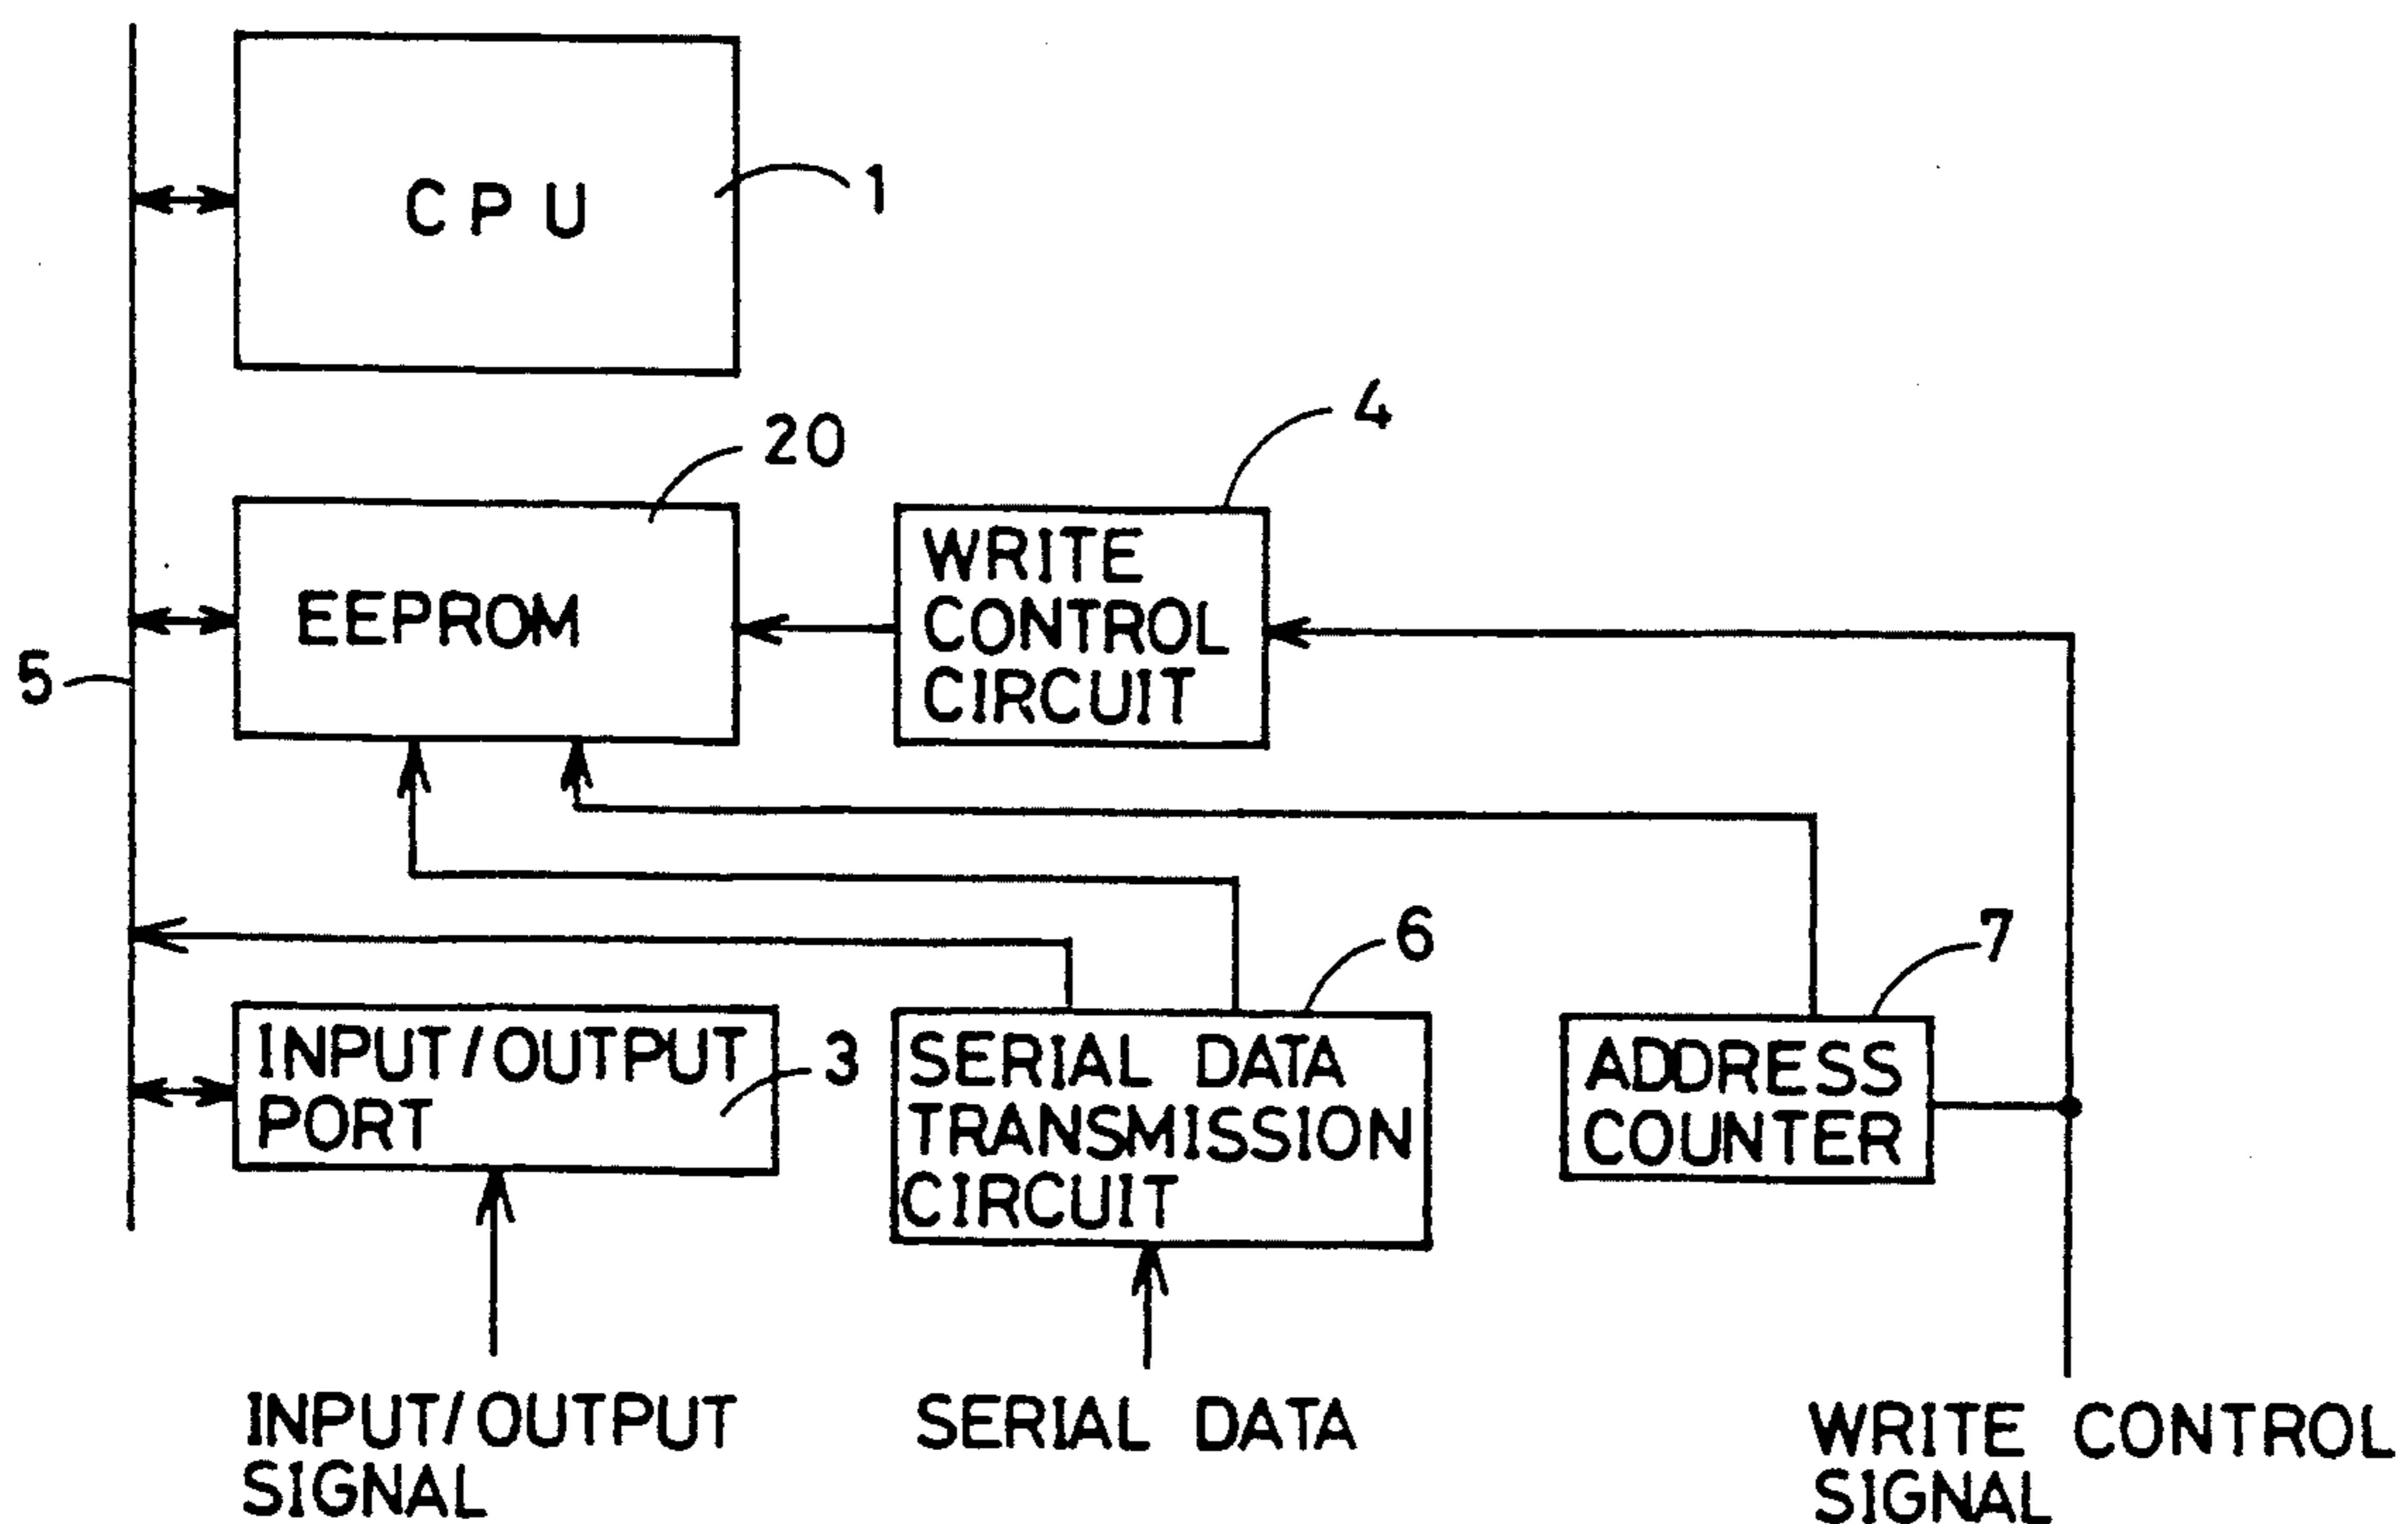 CPU
1
20
4
EEPROM
WRITE
CONTROL
CIRCUIT
5
6
7
INPUT/OUTPUT
PORT
3
SERIAL DATA
TRANSMISSION
CIRCUIT
ADDRESS
COUNTER
INPUT/OUTPUT
SIGNAL
SERIAL DATA
WRITE CONTROL
SIGNAL